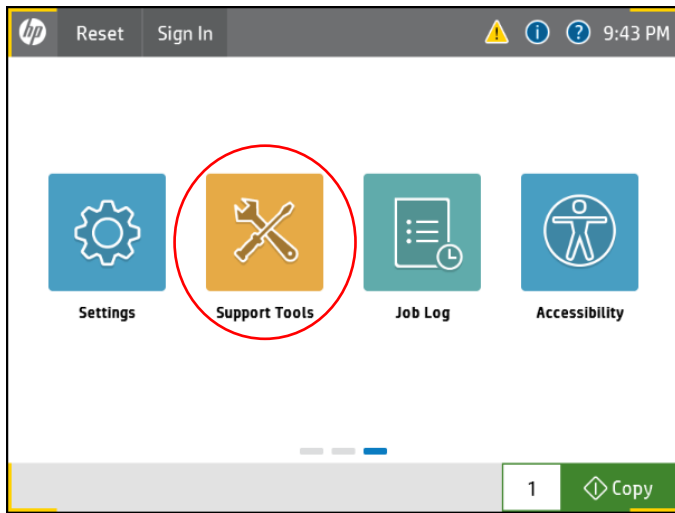 hp Reset Sign In 9:43 PM
Settings Support Tools Job Log Accessibility
1 Copy